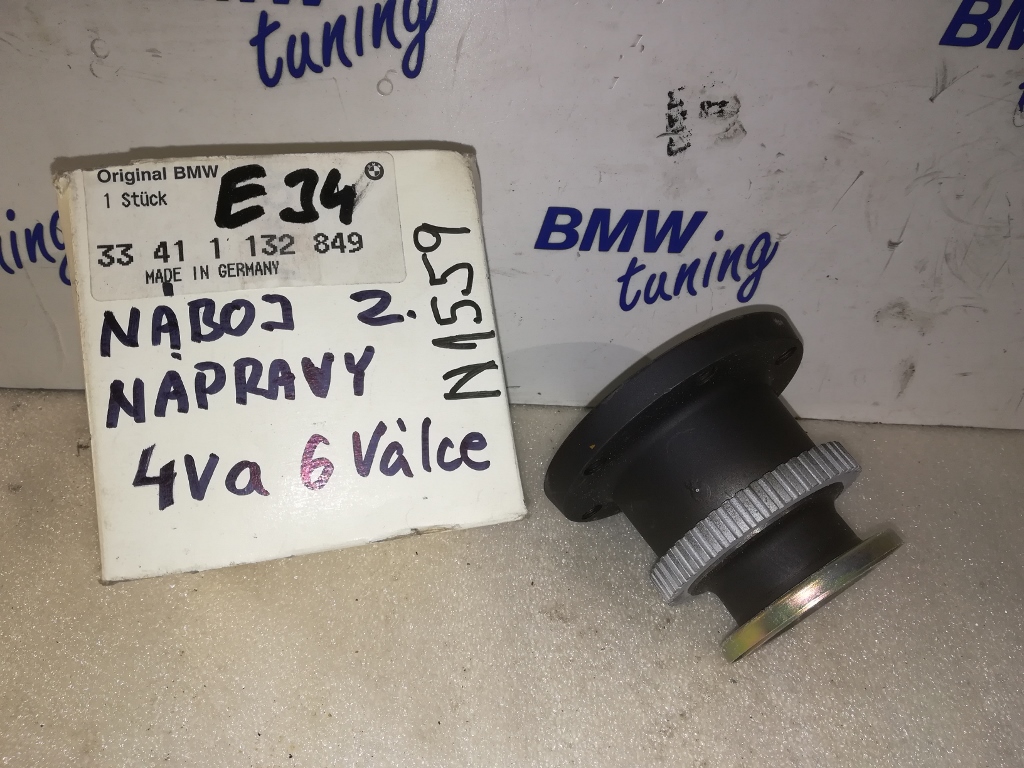 BMW
tuning
BM
tuning
Original BMW
1 Stück
E34
33 41 1 132 849
MADE IN GERMANY
NÁBOJ Z.
NÁPRAVY
4Va 6 Válce
N1559
BMW
tuning